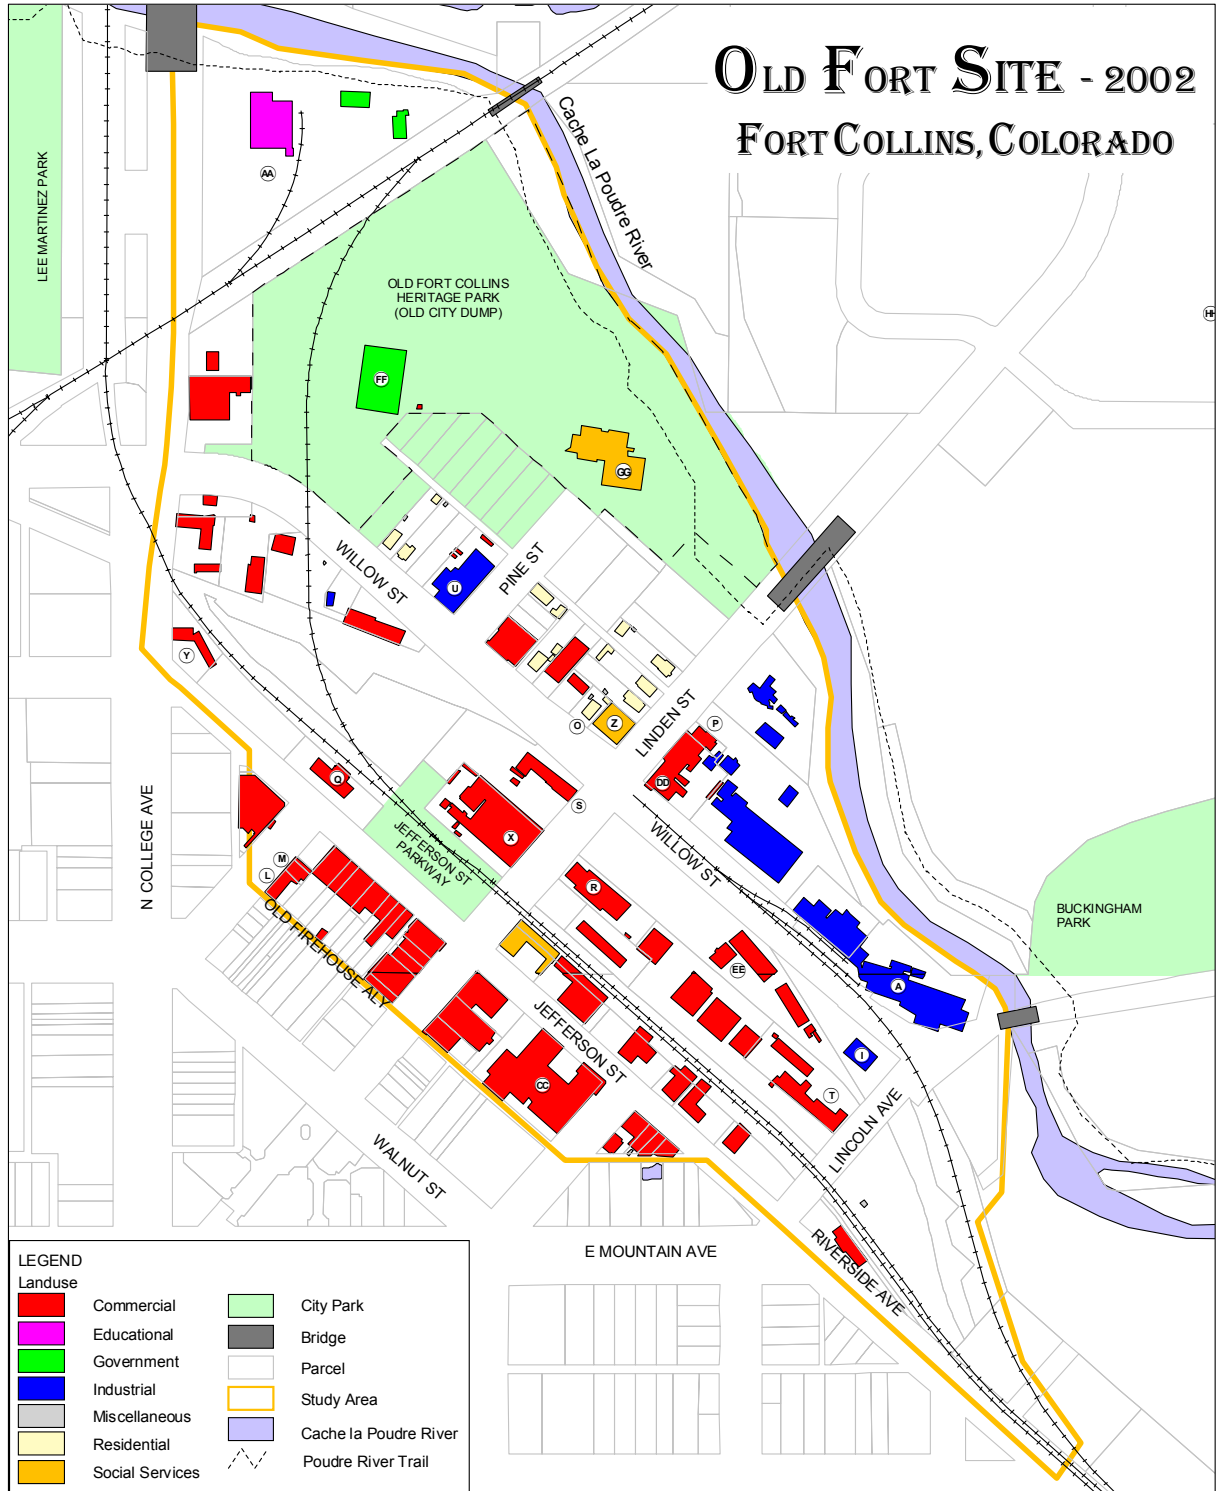 OLD FORT SITE - 2002
FORT COLLINS, COLORADO
Cache La Poudre River
LEE MARTINEZ PARK
AA
OLD FORT COLLINS
HERITAGE PARK
(OLD CITY DUMP)
HH
FF
GG
WILLOW ST
PINE ST
U
Y
O
Z
LINDEN ST
P
DD
Q
S
X
N COLLEGE AVE
JEFFERSON ST
PARKWAY
WILLOW ST
M
L
R
OLD FIREHOUSE ALY
BUCKINGHAM
PARK
EE
A
JEFFERSON ST
I
CC
T
LINCOLN AVE
WALNUT ST
RIVERSIDE AVE
E MOUNTAIN AVE
LEGEND
Landuse
Commercial
Educational
Government
Industrial
Miscellaneous
Residential
Social Services
City Park
Bridge
Parcel
Study Area
Cache la Poudre River
Poudre River Trail